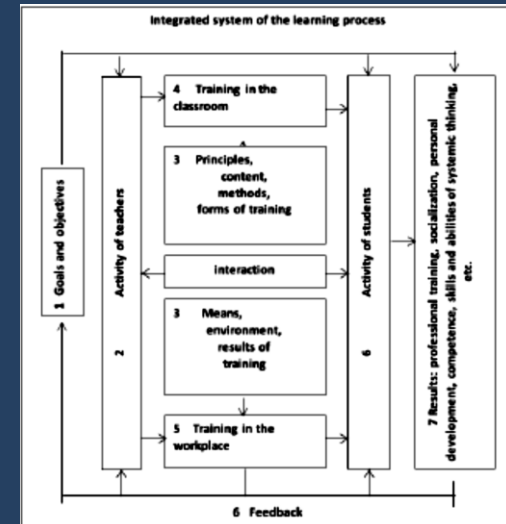 Integrated system of the learning process
1 Goals and objectives
Activity of teachers
2
4 Training in the
classroom
3 Principles,
content,
methods,
forms of training
interaction
3 Means,
environment,
results of
training
5 Training in the
workplace
Activity of students
6
7 Results: professional training, socialization, personal
development, competence, skills and abilities of systemic thinking,
etc.
6 Feedback